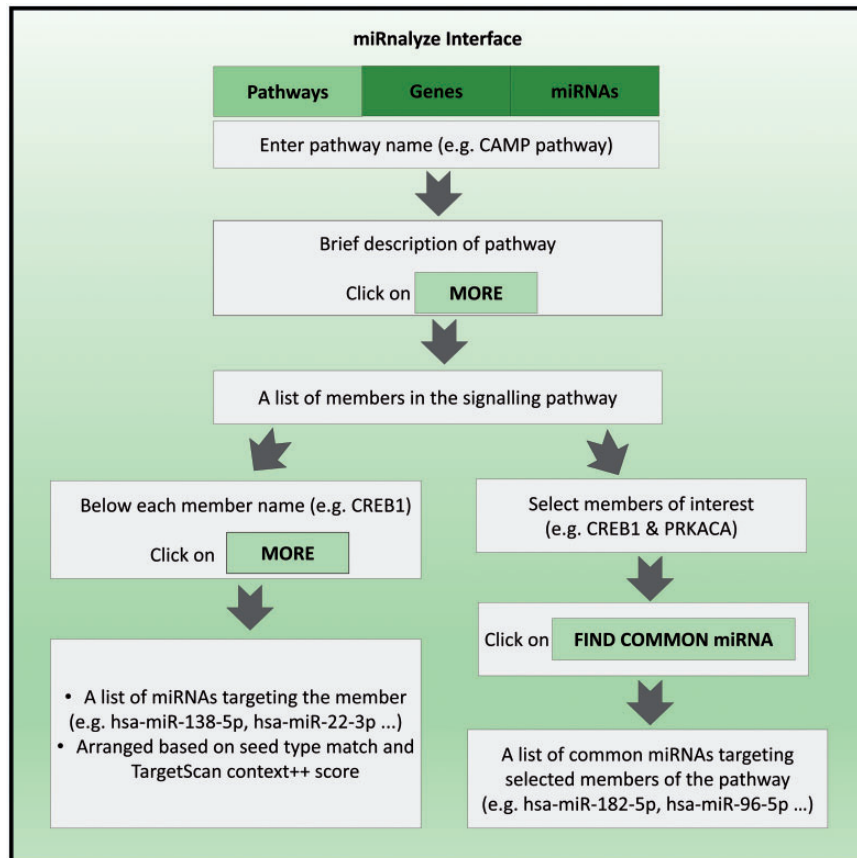 miRnalyze Interface
Pathways Genes miRNAs
Enter pathway name (e.g. CAMP pathway)
Brief description of pathway
Click on MORE
A list of members in the signalling pathway
Below each member name (e.g. CREB1)
Click on MORE
• A list of miRNAs targeting the member
(e.g. hsa-miR-138-5p, hsa-miR-22-3p ...)
• Arranged based on seed type match and
TargetScan context++ score
Select members of interest
(e.g. CREB1 & PRKACA)
Click on FIND COMMON miRNA
A list of common miRNAs targeting
selected members of the pathway
(e.g. hsa-miR-182-5p, hsa-miR-96-5p ...)